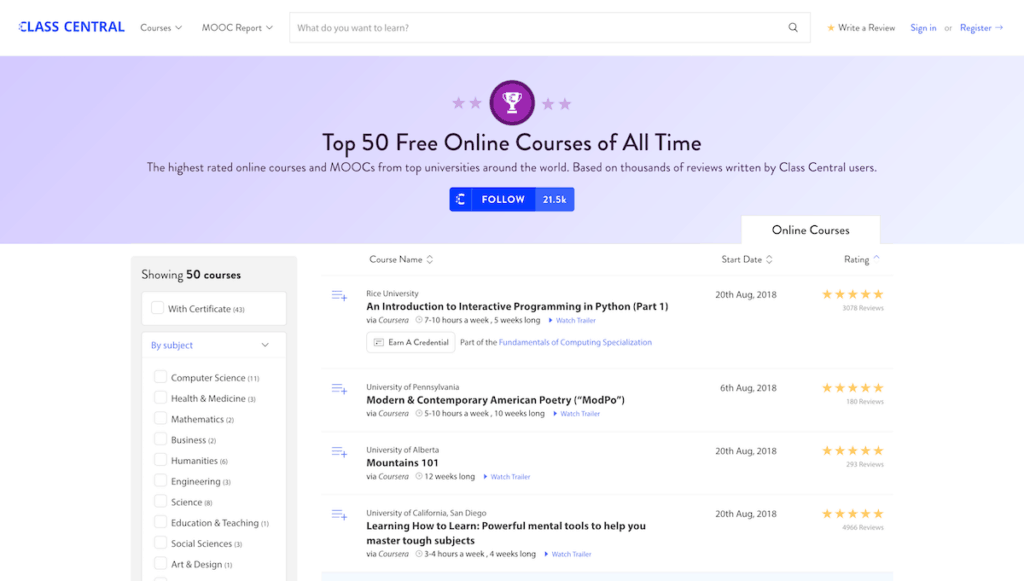 CLASS CENTRAL
Courses
MOOC Report
What do you want to learn?
Write a Review
Sign in or Register →
Top 50 Free Online Courses of All Time
The highest rated online courses and MOOCs from top universities around the world. Based on thousands of reviews written by Class Central users.
FOLLOW 21.5k
Online Courses
Showing 50 courses
With Certificate (43)
By subject
Computer Science (11)
Health & Medicine (3)
Mathematics (2)
Business (2)
Humanities (6)
Engineering (3)
Science (8)
Education & Teaching (1)
Social Sciences (3)
Art & Design (1)
Course Name
Start Date
Rating
Rice University
An Introduction to Interactive Programming in Python (Part 1)
via Coursera 7-10 hours a week , 5 weeks long Watch Trailer
Earn A Credential Part of the Fundamentals of Computing Specialization
20th Aug, 2018
3078 Reviews
University of Pennsylvania
Modern & Contemporary American Poetry (“ModPo”)
via Coursera 5-10 hours a week , 10 weeks long Watch Trailer
6th Aug, 2018
180 Reviews
University of Alberta
Mountains 101
via Coursera 12 weeks long Watch Trailer
20th Aug, 2018
293 Reviews
University of California, San Diego
Learning How to Learn: Powerful mental tools to help you
master tough subjects
via Coursera 3-4 hours a week , 4 weeks long Watch Trailer
20th Aug, 2018
4966 Reviews